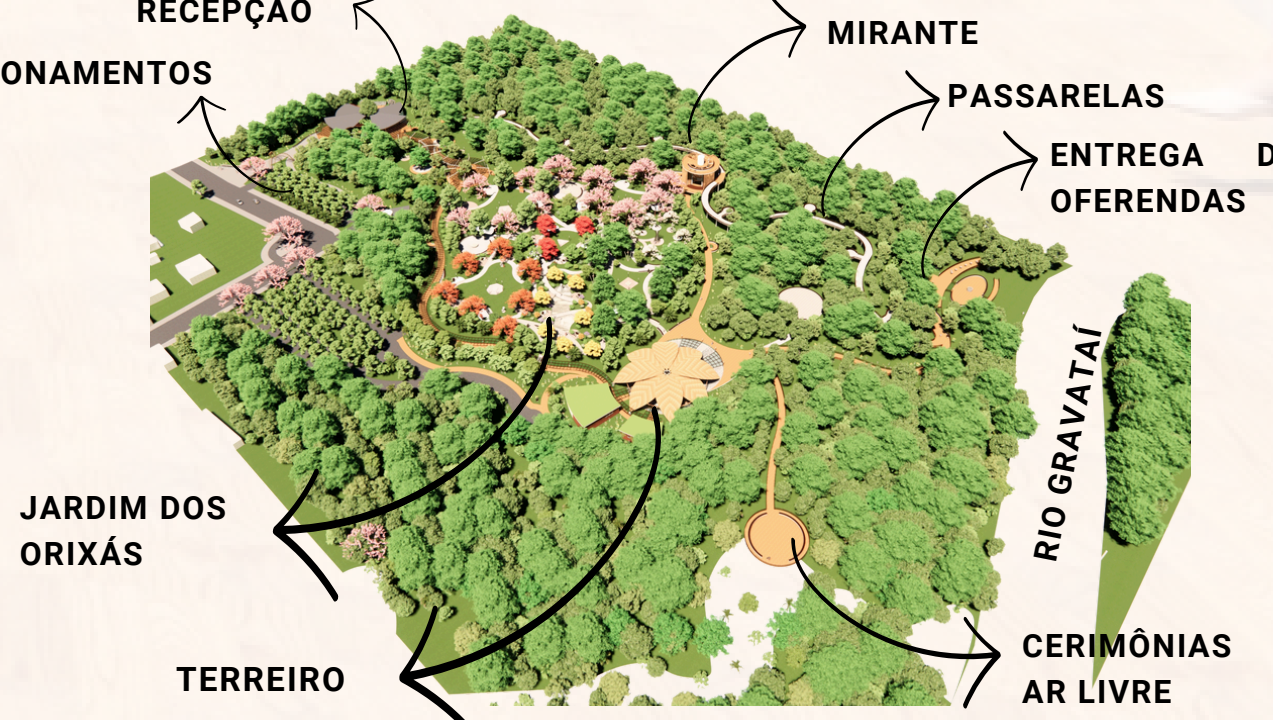 RECEPÇÃO
MIRANTE
ONAMENTOS
PASSARELAS
ENTREGA D
OFERENDAS
RIO GRAVATAÍ
JARDIM DOS
ORIXÁS
TERREIRO
CERIMÔNIAS
AR LIVRE